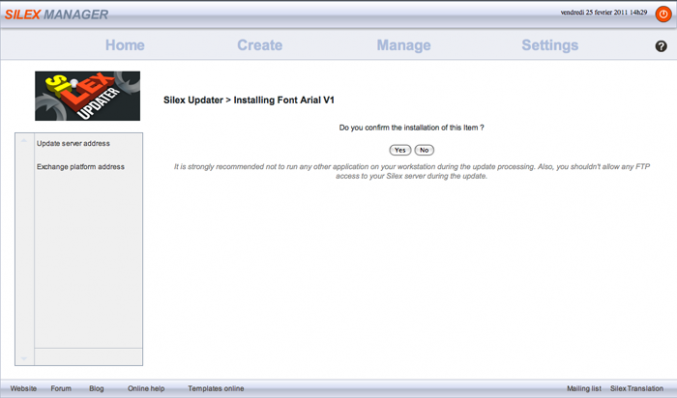 SILEX MANAGER
vendredi 25 fevrier 2011 14h29
Home Create Manage Settings ?
SILEX
UPDATER
Silex Updater > Installing Font Arial V1
Do you confirm the installation of this item ?
Yes No
It is strongly recommended not to run any other application on your workstation during the update processing. Also, you shouldn't allow any FTP
access to your Silex server during the update.
Update server address
Exchange platform address
Website Forum Blog Online help Templates online Mailing list Silex Translation